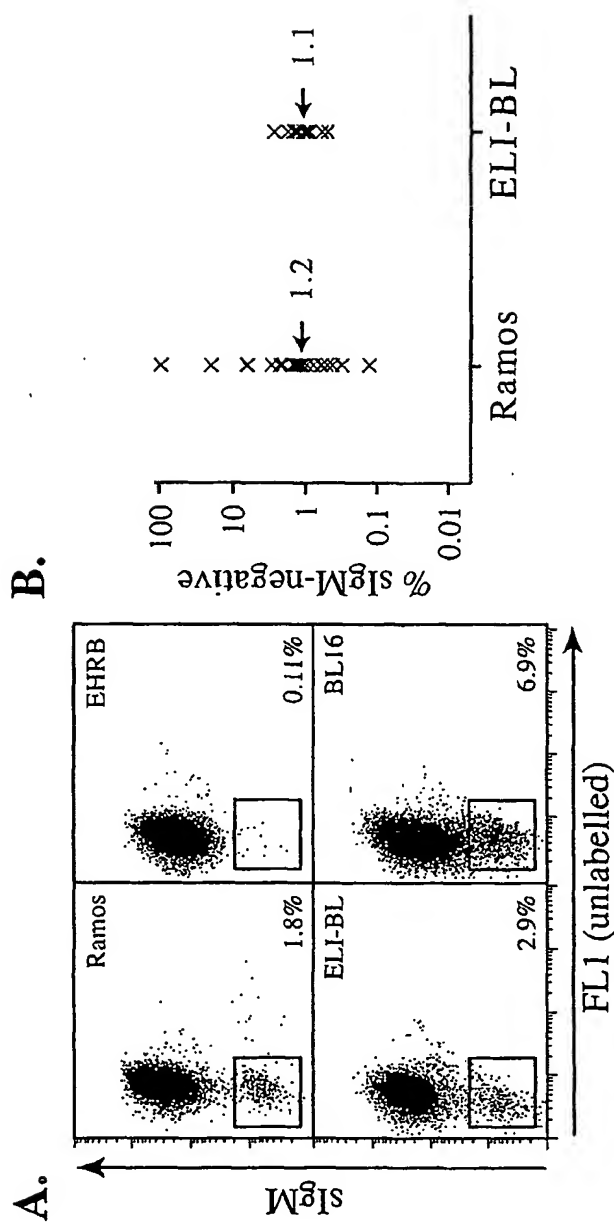 A.
sIgM
Ramos
1.8%
EHRB
0.11%
ELI-BL
2.9%
BL16
6.9%
FL1 (unlabelled)
B.
% sIgM-negative
100
10
1
0.1
0.01
1.2
1.1
Ramos
ELI-BL